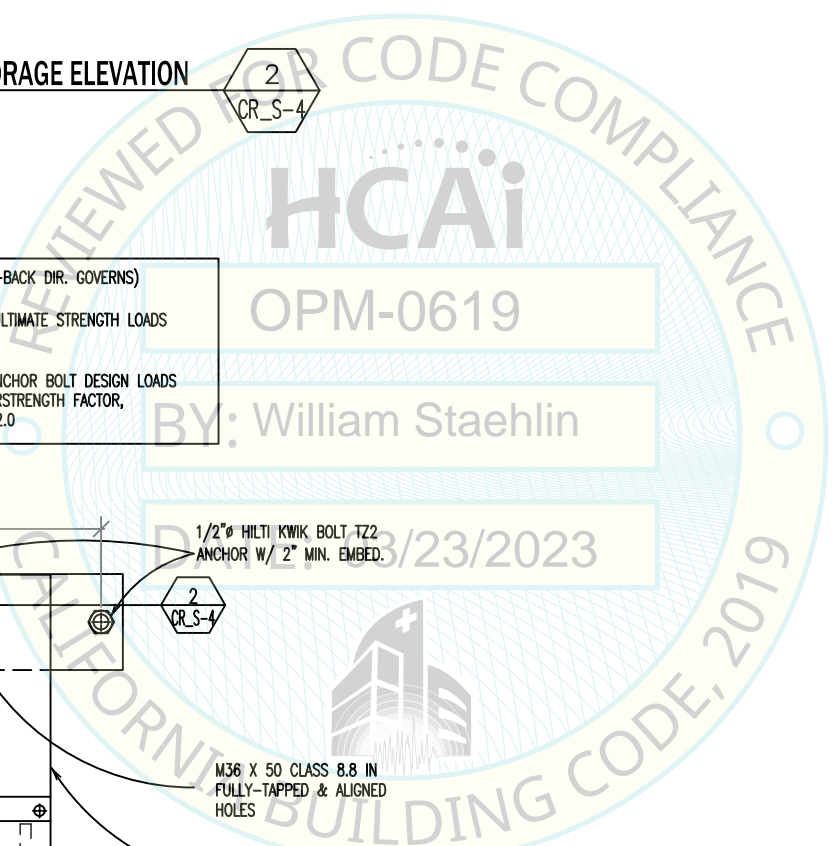 ORAGE ELEVATION
2
CR_S-4
REVIEWED FOR CODE COMPLIANCE
HCAi
-BACK DIR. GOVERNS)
LTIMATE STRENGTH LOADS
NCHOR BOLT DESIGN LOADS
RSTRENGTH FACTOR,
2.0
OPM-0619
BY: William Staehlin
DATE: 03/23/2023
1/2"ø HILTI KWIK BOLT TZ2
ANCHOR W/ 2" MIN. EMBED.
2
CR_S-4
M36 X 50 CLASS 8.8 IN
FULLY-TAPPED & ALIGNED
HOLES
CALIFORNIA BUILDING CODE, 2019